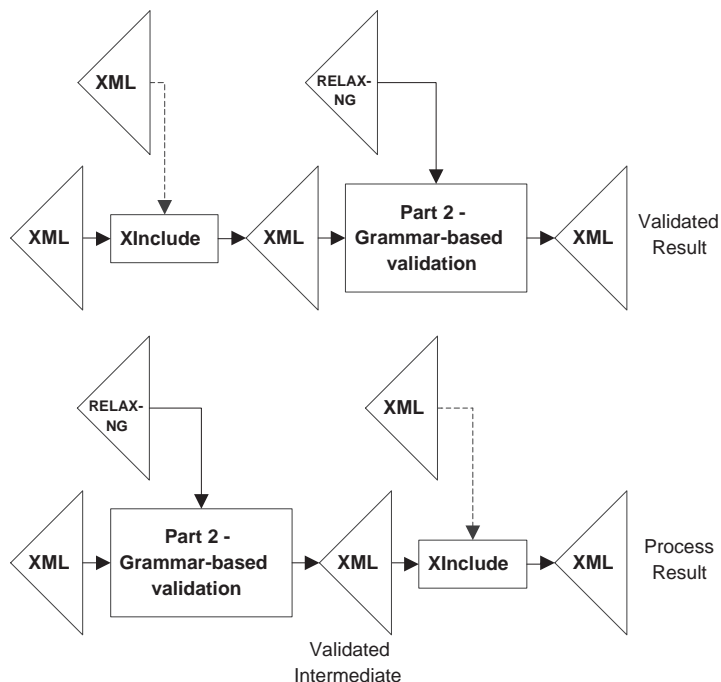 XML
RELAX-
NG
XML
XInclude
XML
Part 2 -
Grammar-based
validation
XML
Validated
Result
RELAX-
NG
XML
XML
Part 2 -
Grammar-based
validation
XML
XInclude
XML
Process
Result
Validated
Intermediate